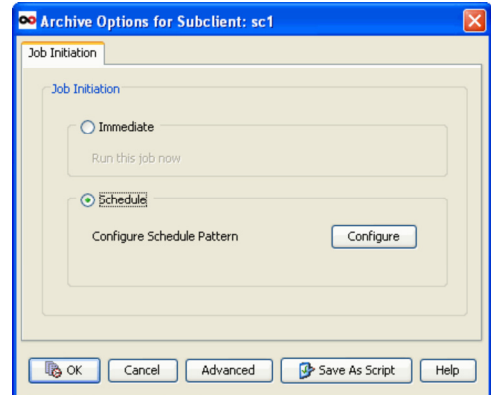 Archive Options for Subclient: sc1
Job Initiation
Job Initiation
Immediate
Run this job now
Schedule
Configure Schedule Pattern
Configure
OK
Cancel
Advanced
Save As Script
Help